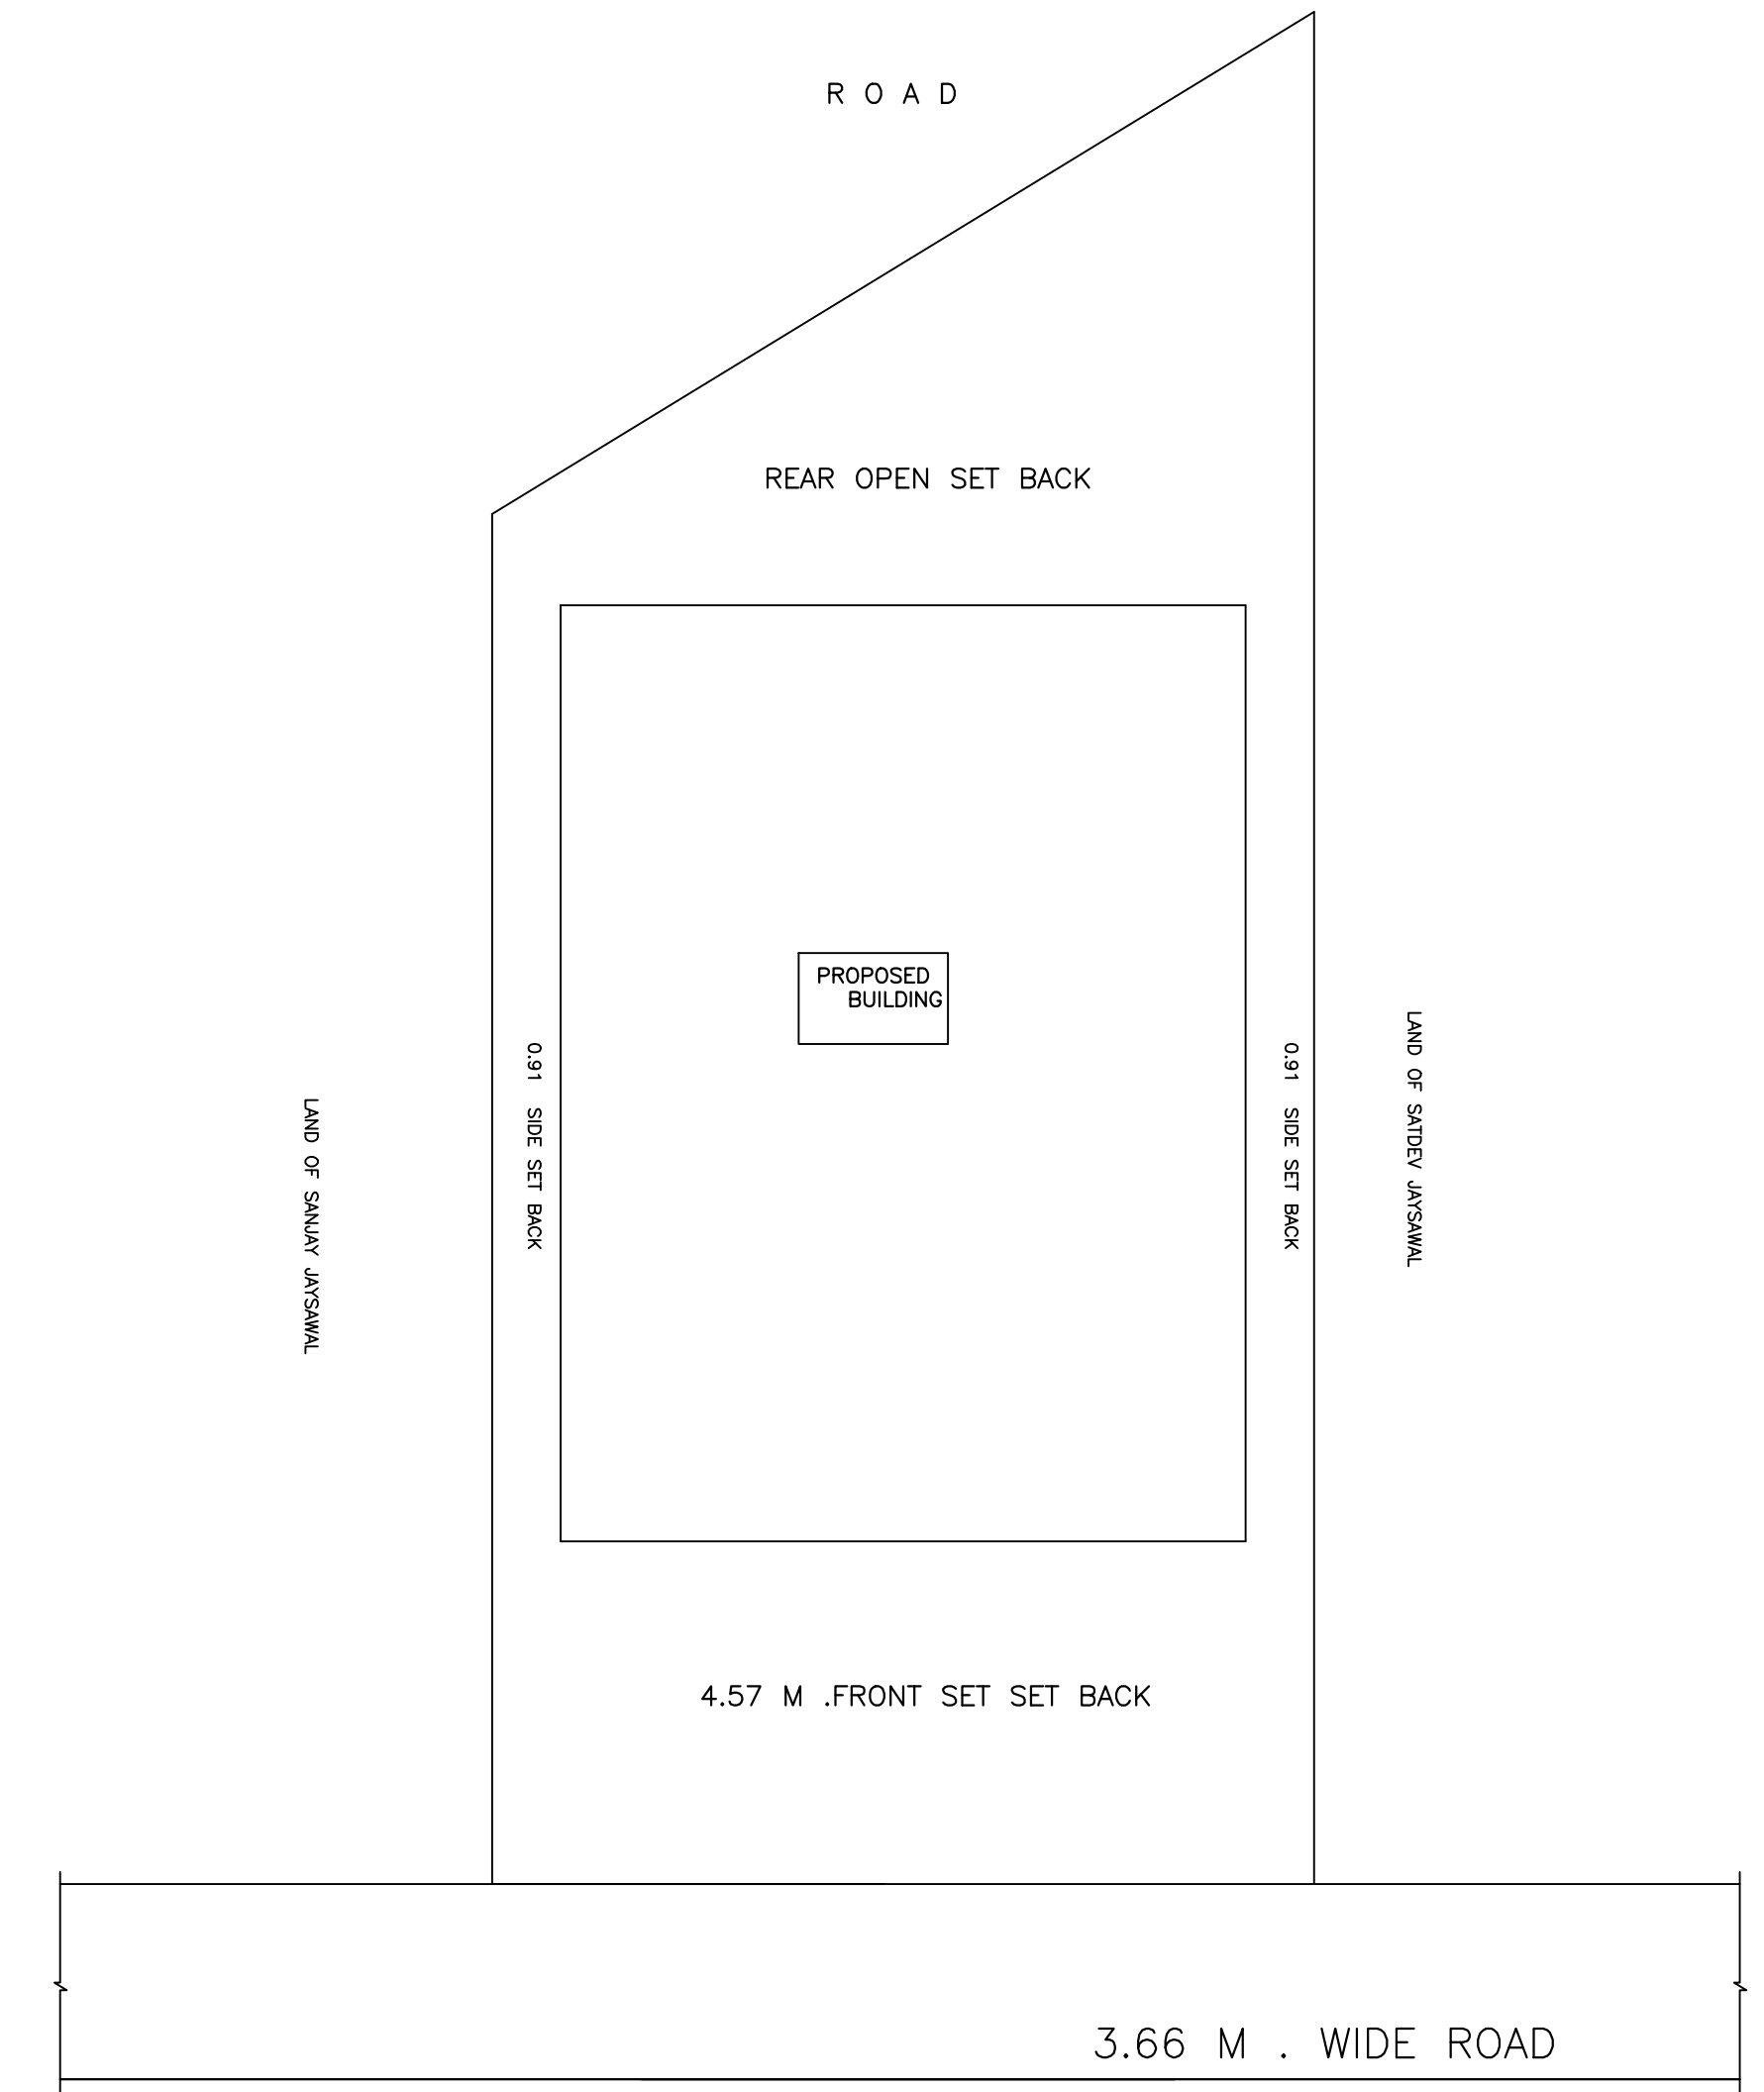 R O A D
REAR OPEN SET BACK
PROPOSED
BUILDING
LAND OF SANJAY JAYSAWAL
0.91 SIDE SET BACK
0.91 SIDE SET BACK
LAND OF SATDEV JAYSAWAL
4.57 M .FRONT SET SET BACK
3.66 M . WIDE ROAD